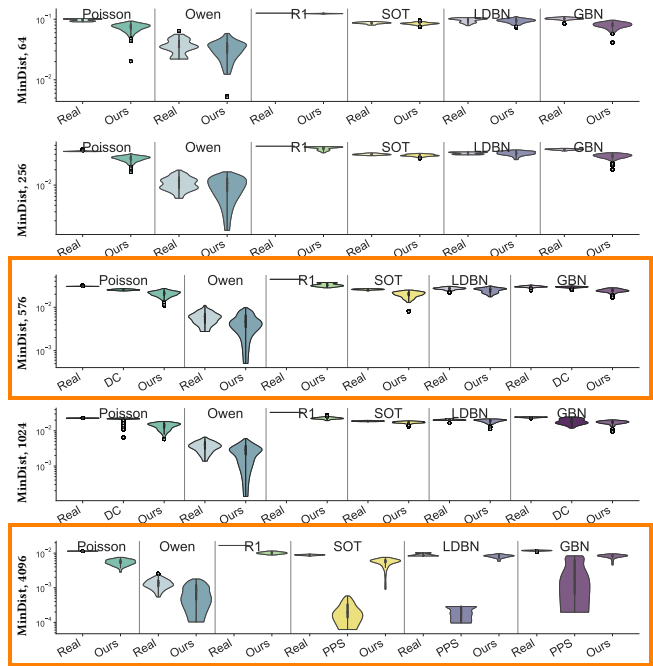 MinDist, 64
10⁻¹
10⁻²
Poisson Owen R1 SOT LDBN GBN
Real Ours Real Ours Real Ours Real Ours Real Ours Real Ours
MinDist, 256
10⁻²
Poisson Owen R1 SOT LDBN GBN
Real Ours Real Ours Real Ours Real Ours Real Ours Real Ours
MinDist, 576
10⁻²
10⁻³
Poisson Owen R1 SOT LDBN GBN
Real DC Ours Real Ours Real Ours Real Ours Real Ours Real DC Ours
MinDist, 1024
10⁻²
10⁻³
Poisson Owen R1 SOT LDBN GBN
Real DC Ours Real Ours Real Ours Real Ours Real Ours Real DC Ours
MinDist, 4096
10⁻²
10⁻³
10⁻⁴
Poisson Owen R1 SOT LDBN GBN
Real Ours Real Ours Real Ours Real PPS Ours Real PPS Ours Real PPS Ours